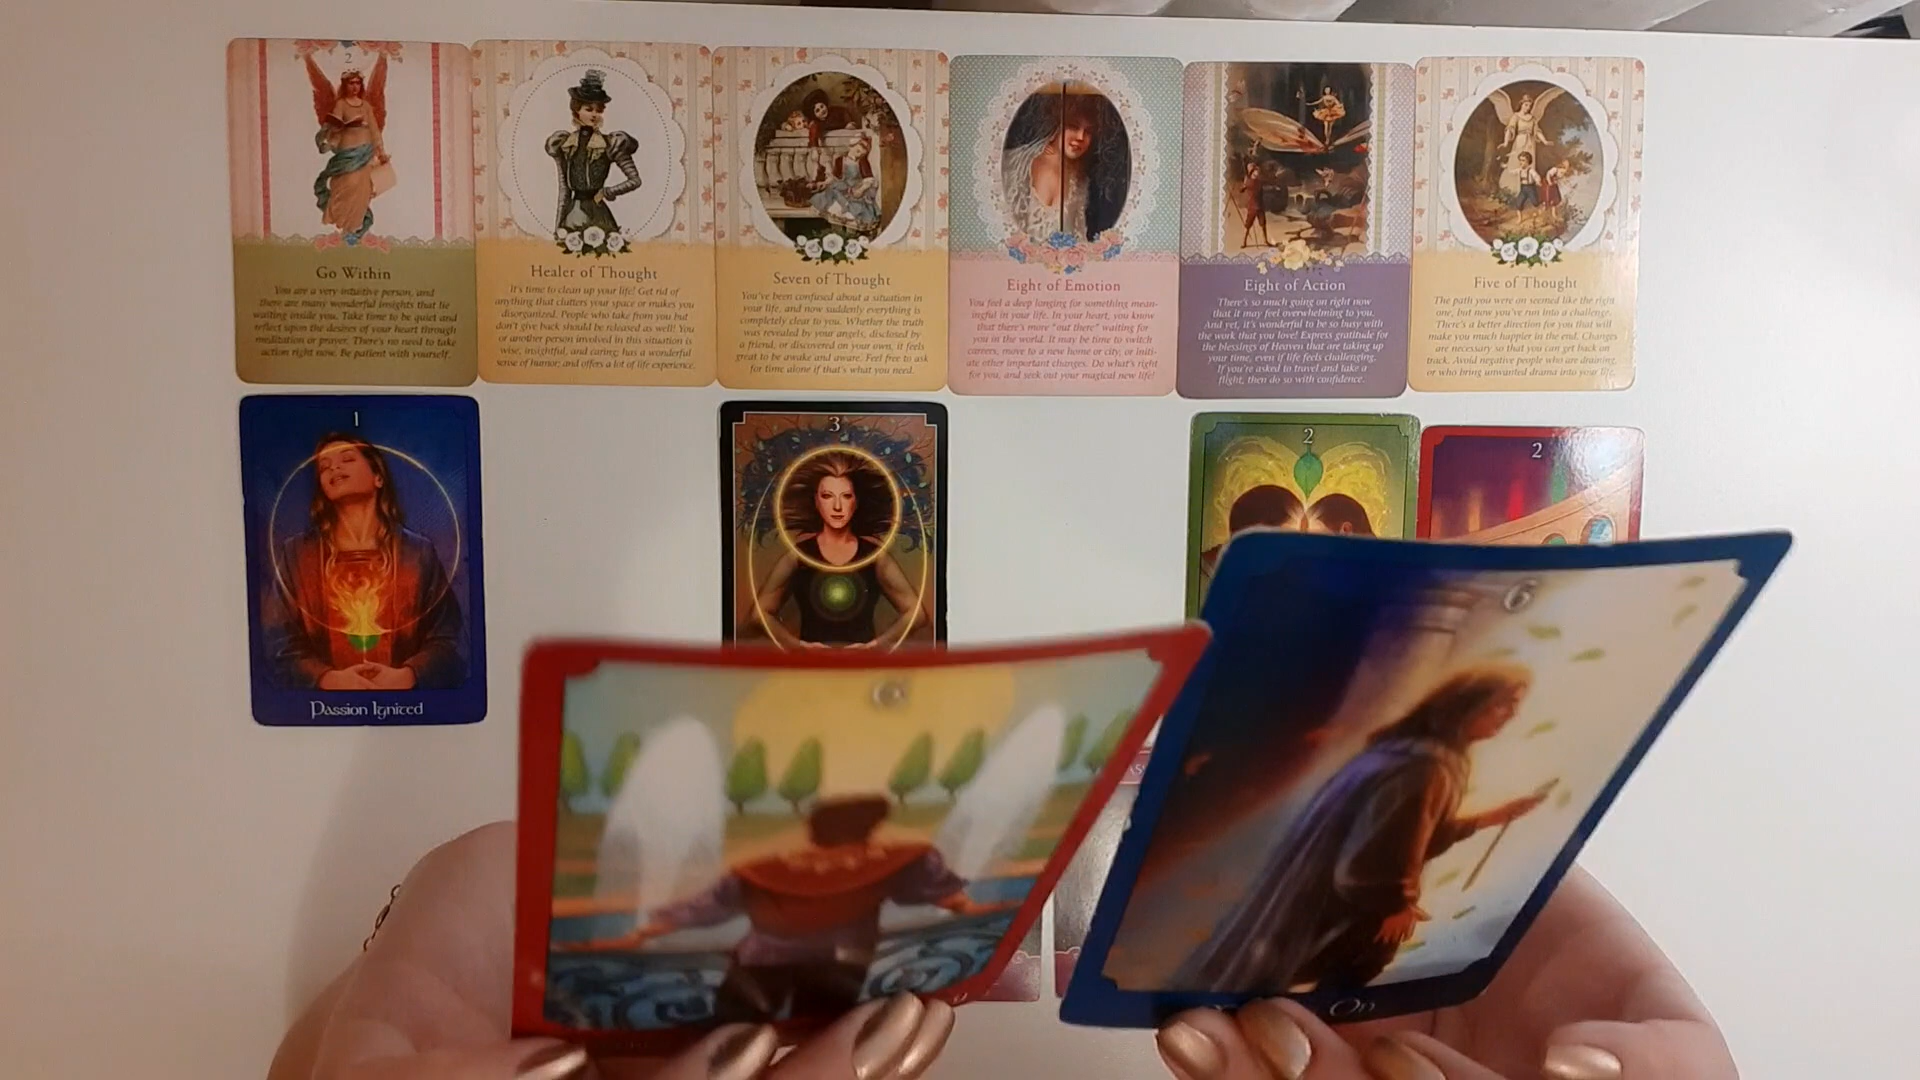 2
Go Within
You are a very intuitive person, and
there are many wonderful insights that lie
waiting inside you. Take time to be quiet and
reflect upon the desires of your heart through
meditation or prayer. There's no need to take
action right now. Be patient with yourself.
Healer of Thought
It's time to clean up your life! Get rid of
anything that clutters your space or makes you
disorganized. People who take from you but
don't give back should be released as well! You
or another person involved in this situation is
wise, insightful, and caring; has a wonderful
sense of humor; and offers a lot of life experience.
Seven of Thought
You've been confused about a situation in
your life, and now suddenly everything is
completely clear to you. Whether the truth
was revealed by your angels, disclosed by
a friend, or discovered on your own, it feels
great to be awake and aware. Feel free to ask
for time alone if that's what you need.
Eight of Emotion
You feel a deep longing for something mean-
ingful in your life. In your heart, you know
that there's more "out there" waiting for
you in the world. It may be time to switch
careers, move to a new home or city, or initi-
ate other important changes. Do what's right
for you, and seek out your magical new life!
Eight of Action
There's so much going on right now
that it may feel overwhelming to you.
And yet, it's wonderful to be so busy with
the work that you love! Express gratitude for
the blessings of Heaven that are taking up
your time, even if life feels challenging.
If you're asked to travel and take a
flight, then do so with confidence.
Five of Thought
The path you were on seemed like the right
one, but now you've run into a challenge.
There's a better direction for you that will
make you much happier in the end. Changes
are necessary so that you can get back on
track. Avoid negative people who are draining,
or who bring unwanted drama into your life.
1
Passion Ignited
3
2
2
6
On